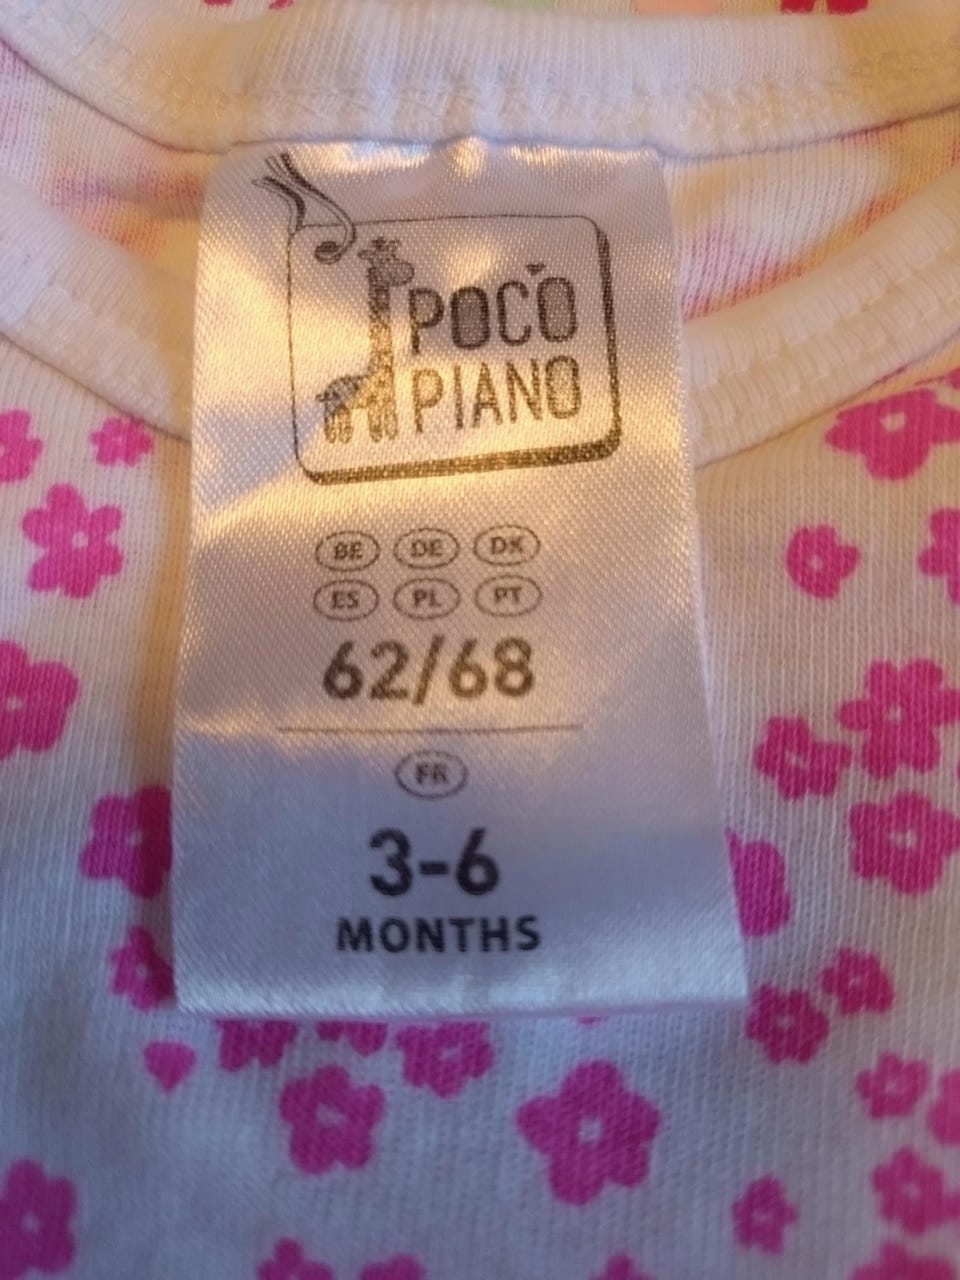 POCO
PIANO
BE DE DK
ES PL PT
62/68
FR
3-6
MONTHS